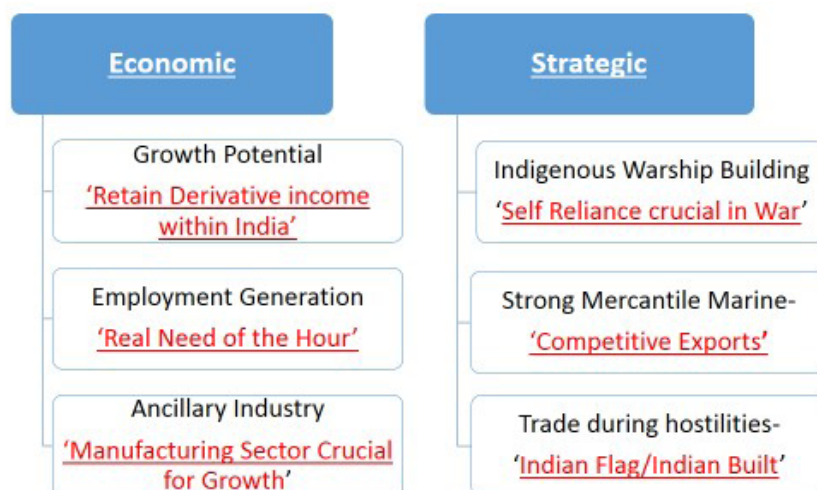 Economic
Growth Potential
‘Retain Derivative income
within India’
Employment Generation
‘Real Need of the Hour’
Ancillary Industry
‘Manufacturing Sector Crucial
for Growth’
Strategic
Indigenous Warship Building
‘Self Reliance crucial in War’
Strong Mercantile Marine-
‘Competitive Exports’
Trade during hostilities-
‘Indian Flag/Indian Built’